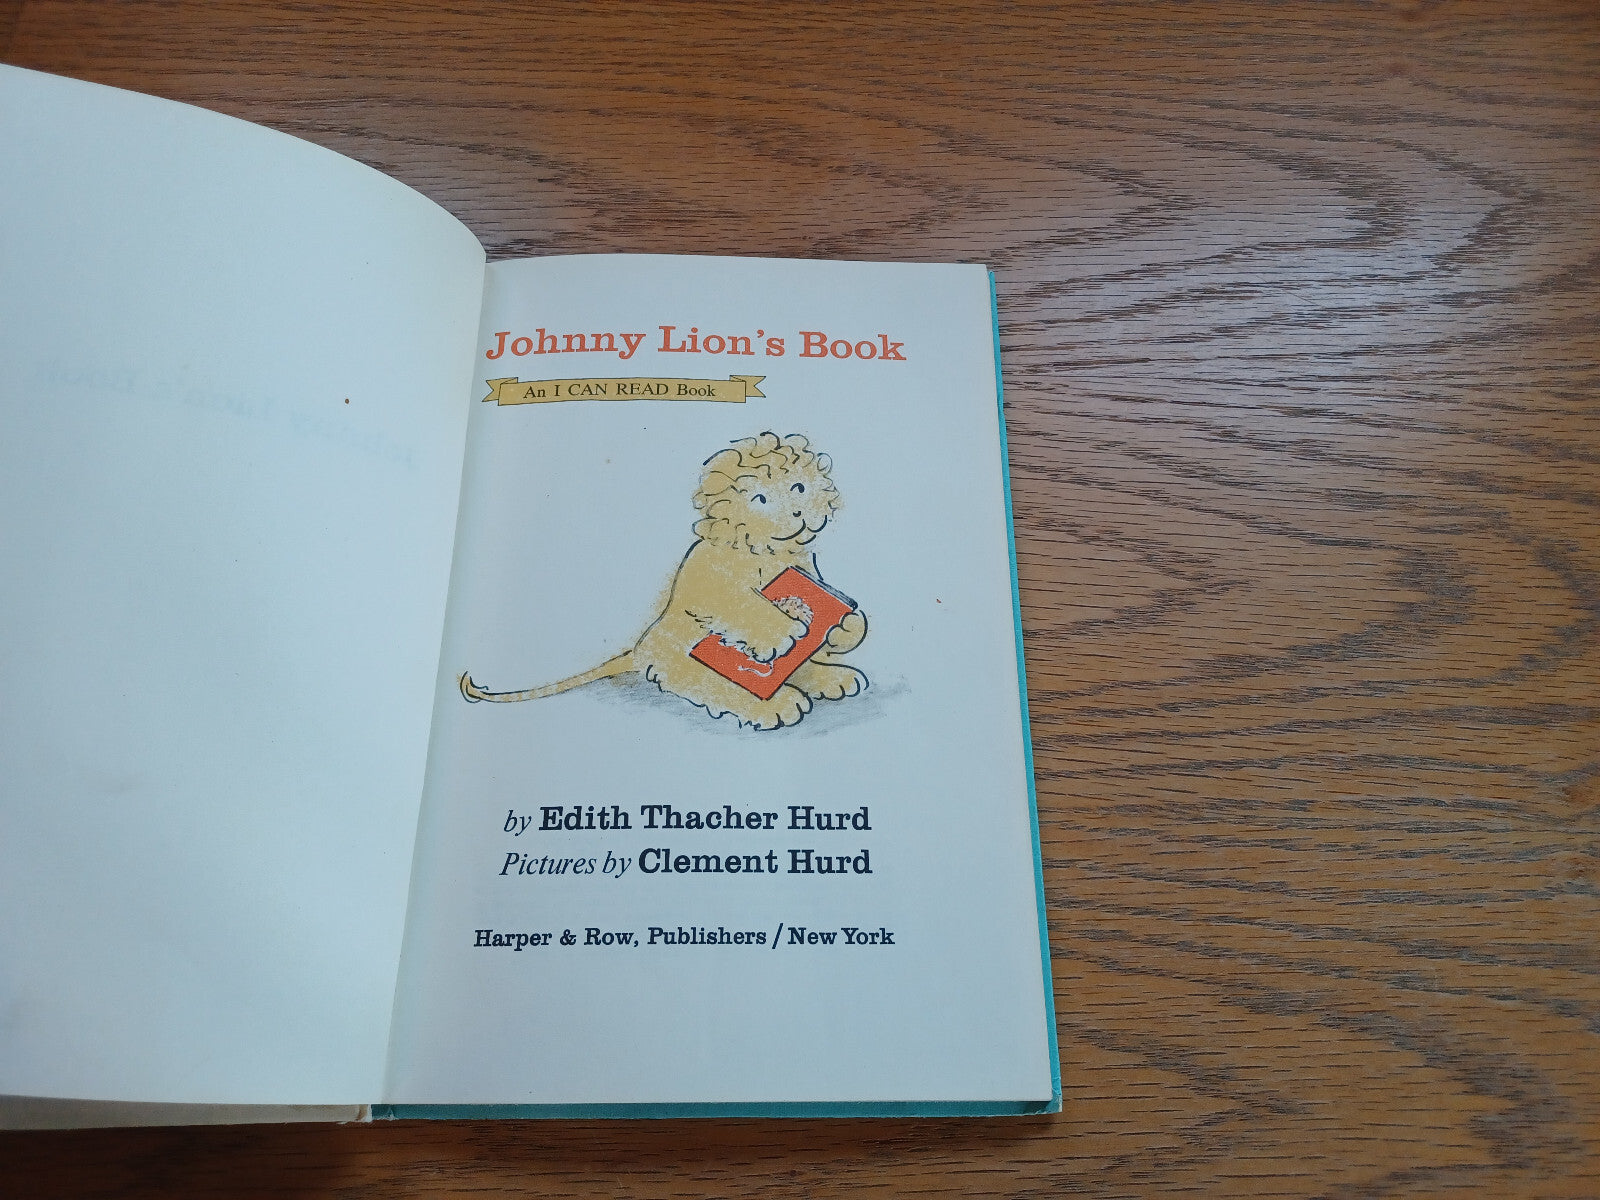 Johnny Lion's Book
An I CAN READ Book
by Edith Thacher Hurd
Pictures by Clement Hurd
Harper & Row, Publishers / New York